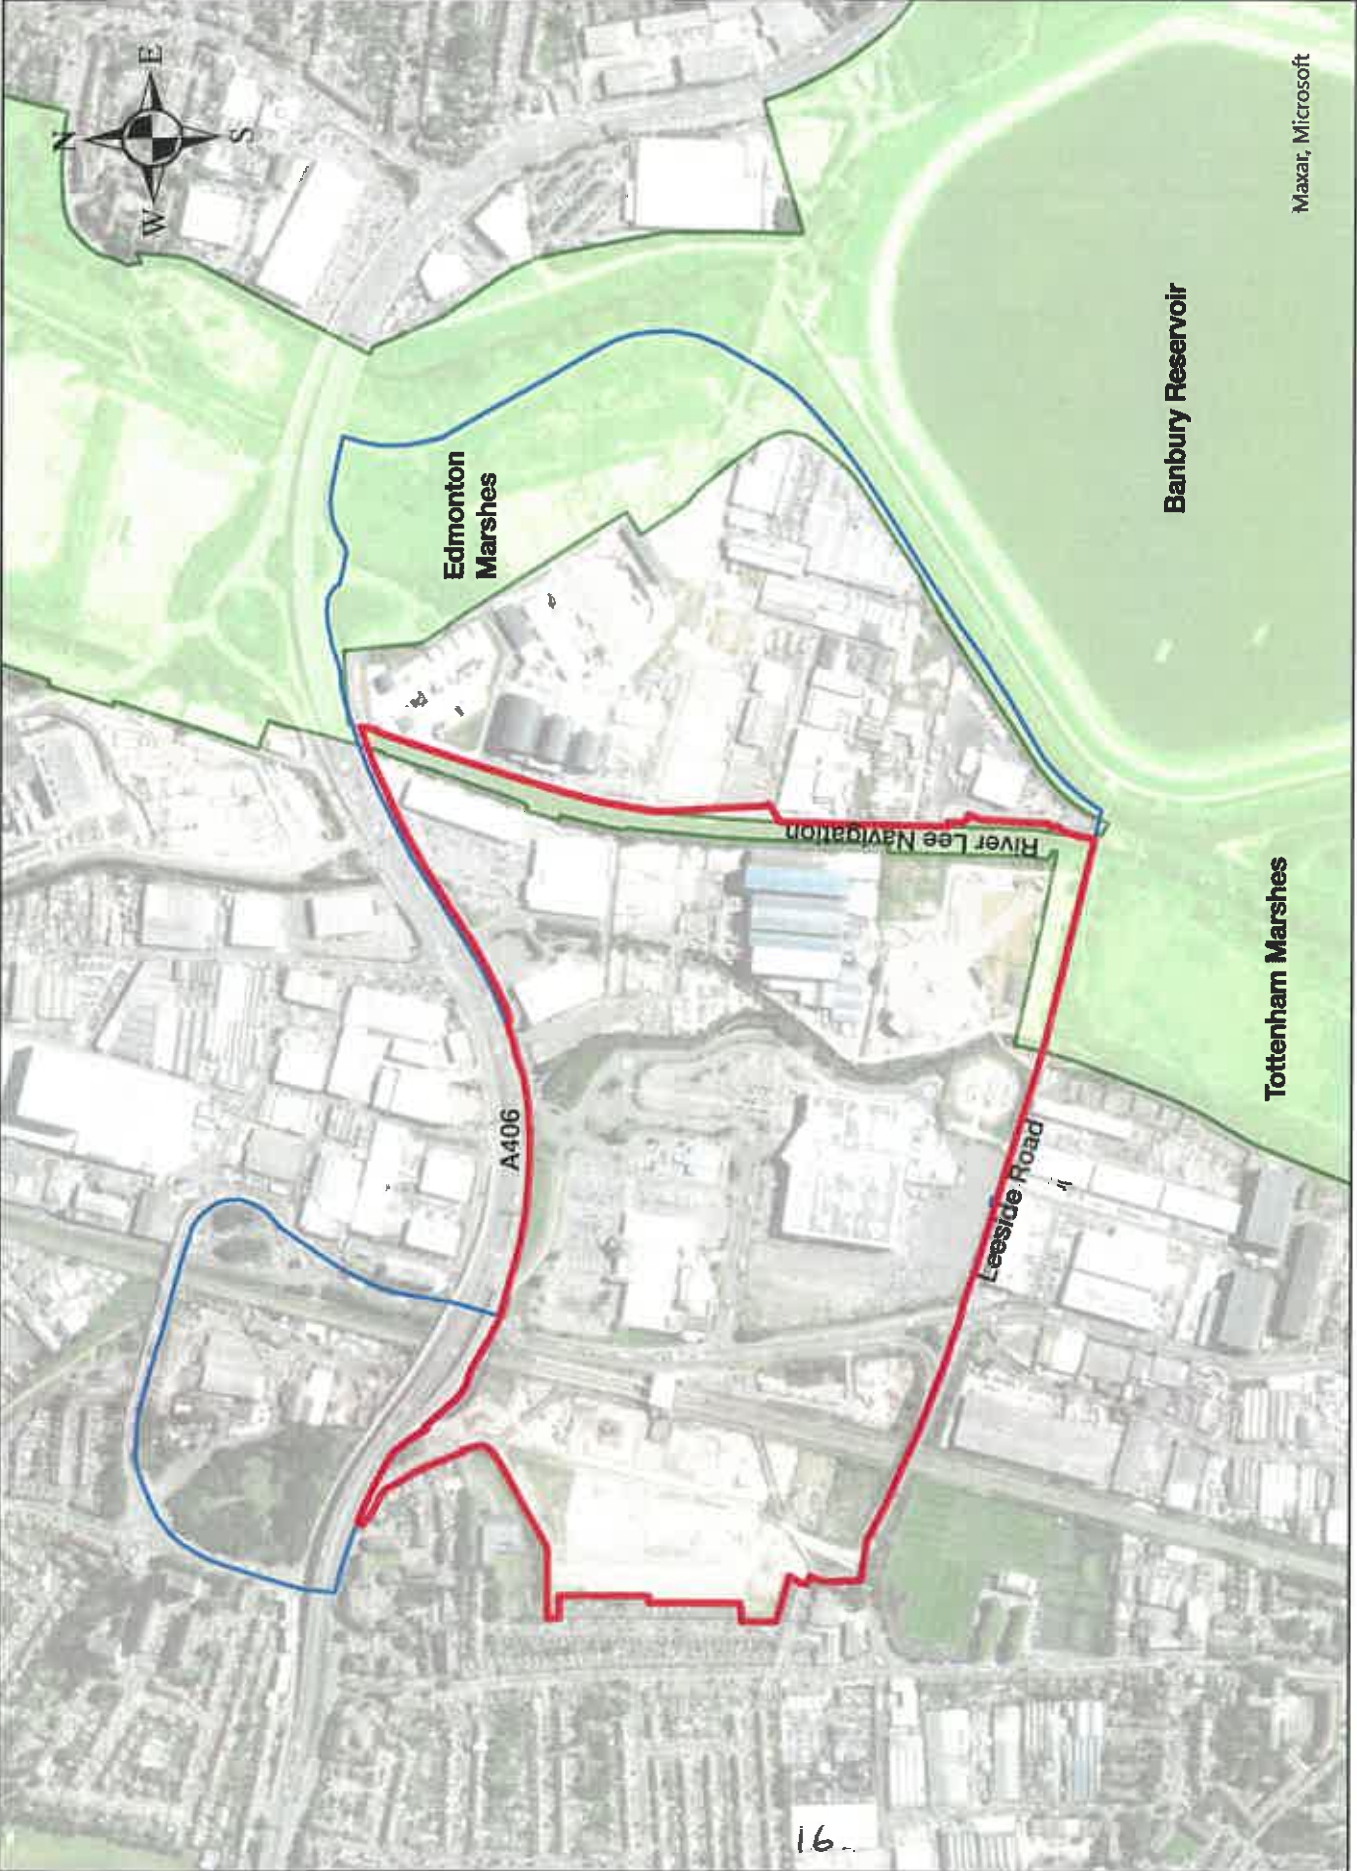 N
E
S
W
Edmonton
Marshes
A406
River Lee Navigation
Leeside Road
Banbury Reservoir
Tottenham Marshes
Maxar, Microsoft
16.